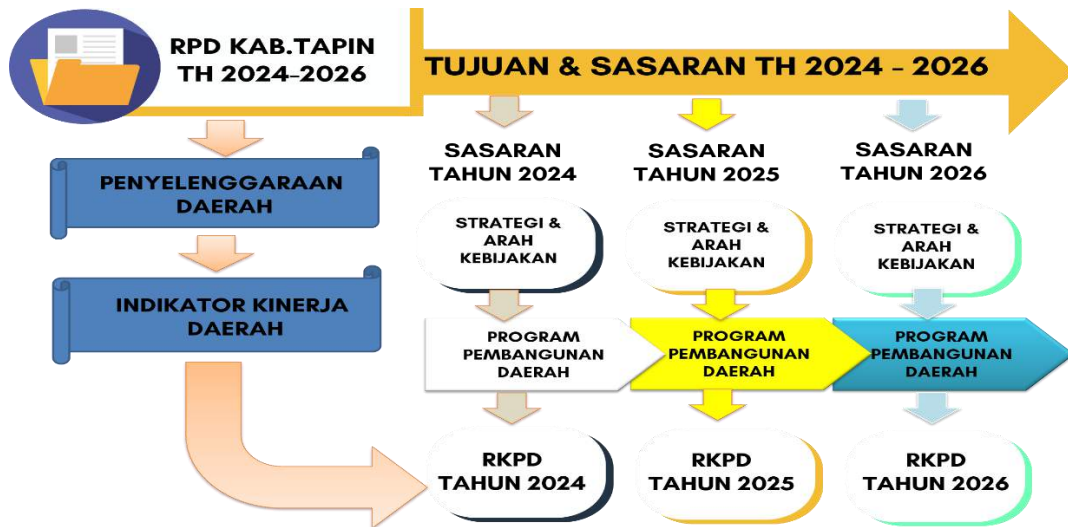 RPD KAB.TAPIN
TH 2024-2026
TUJUAN & SASARAN TH 2024 - 2026
PENYELENGGARAAN
DAERAH
INDIKATOR KINERJA
DAERAH
SASARAN
TAHUN 2024
STRATEGI &
ARAH
KEBIJAKAN
PROGRAM
PEMBANGUNAN
DAERAH
RKPD
TAHUN 2024
SASARAN
TAHUN 2025
STRATEGI &
ARAH
KEBIJAKAN
PROGRAM
PEMBANGUNAN
DAERAH
RKPD
TAHUN 2025
SASARAN
TAHUN 2026
STRATEGI &
ARAH
KEBIJAKAN
PROGRAM
PEMBANGUNAN
DAERAH
RKPD
TAHUN 2026